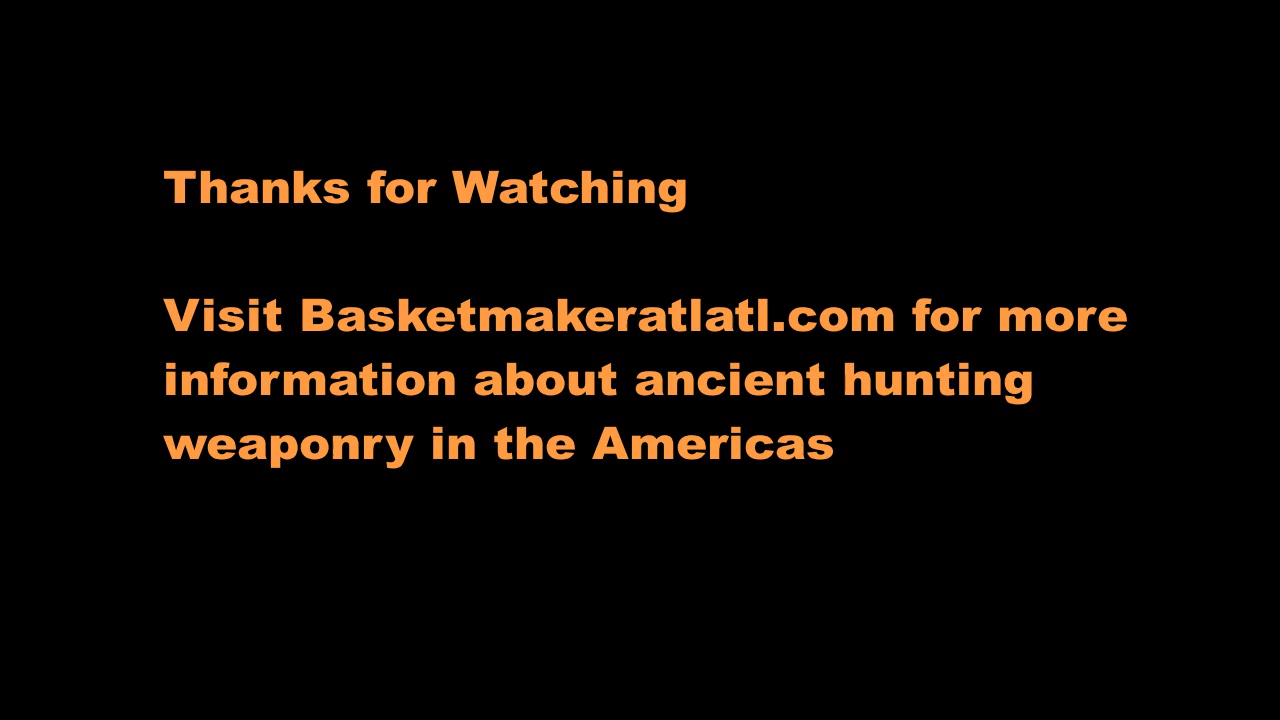 Thanks for Watching
Visit Basketmakeratlatl.com for more
information about ancient hunting
weaponry in the Americas